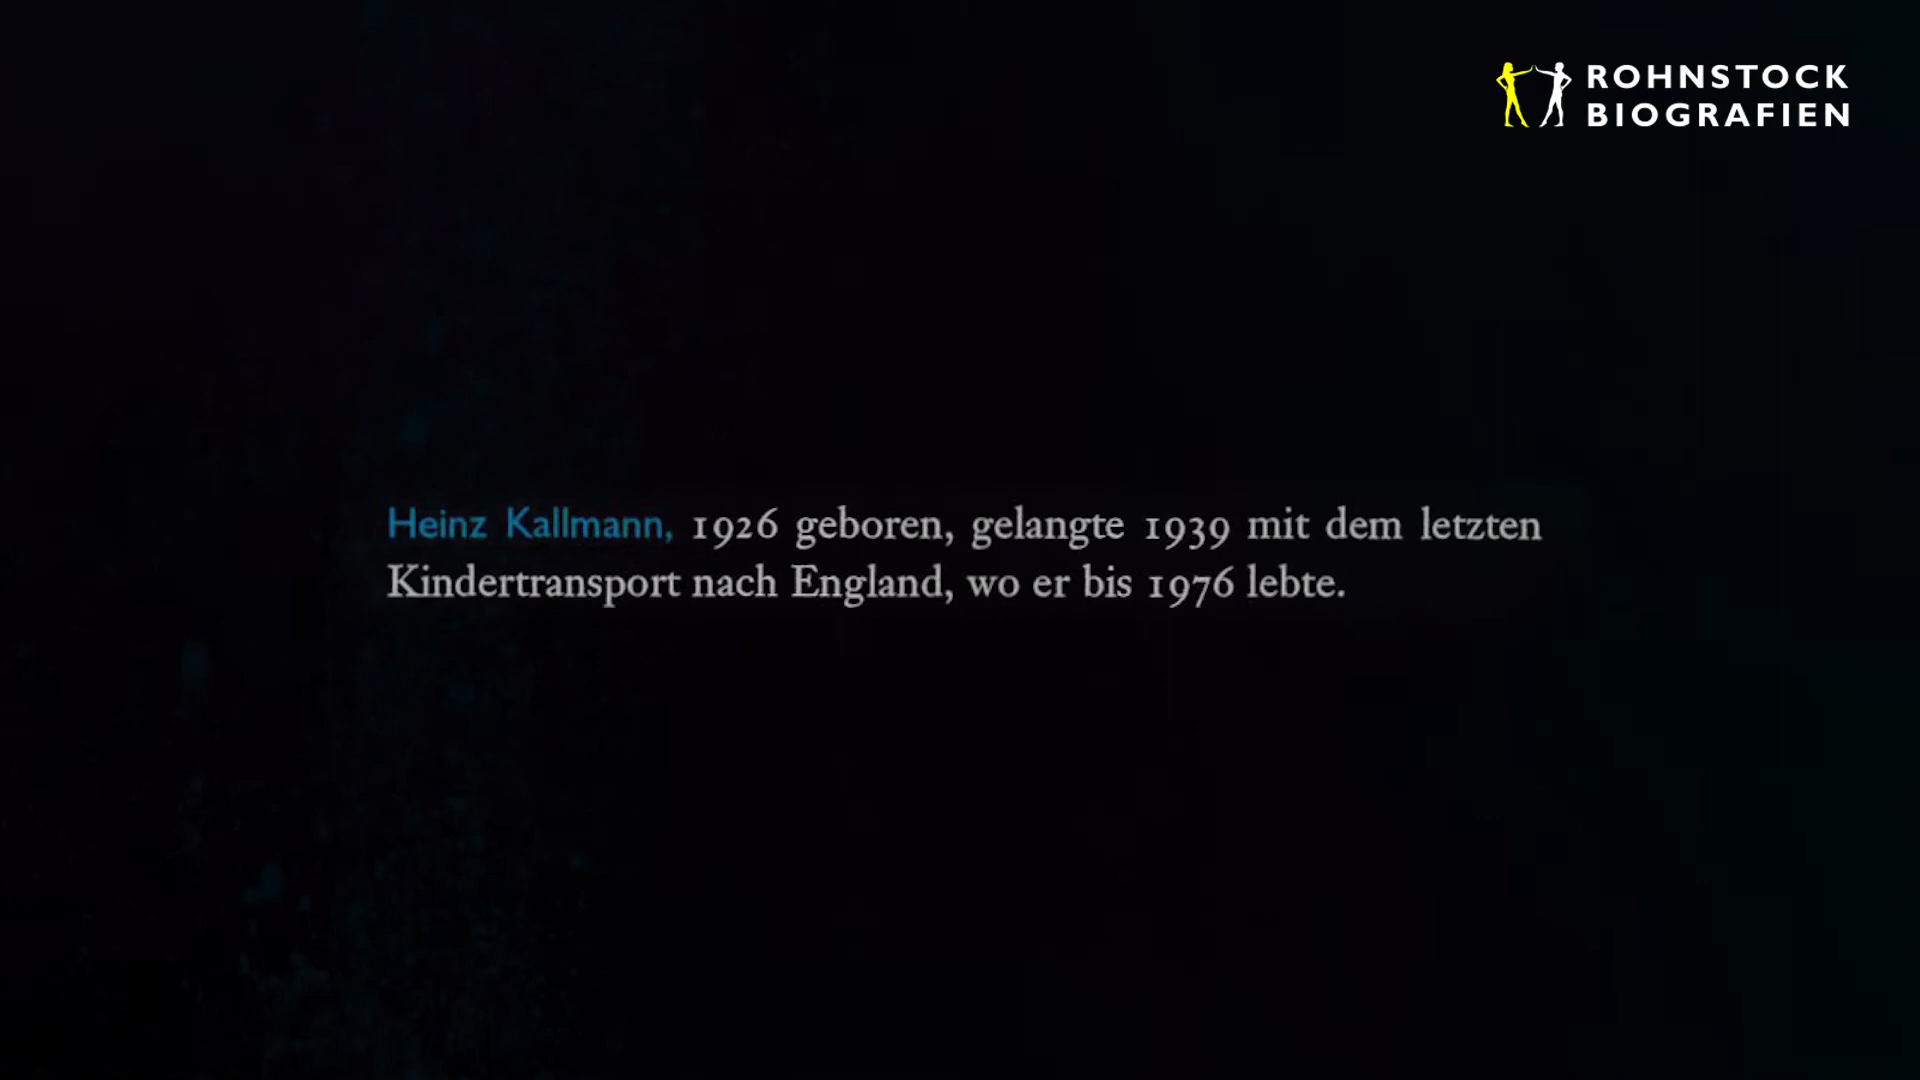 ROHNSTOCK
BIOGRAFIEN
Heinz Kallmann, 1926 geboren, gelangte 1939 mit dem letzten
Kindertransport nach England, wo er bis 1976 lebte.